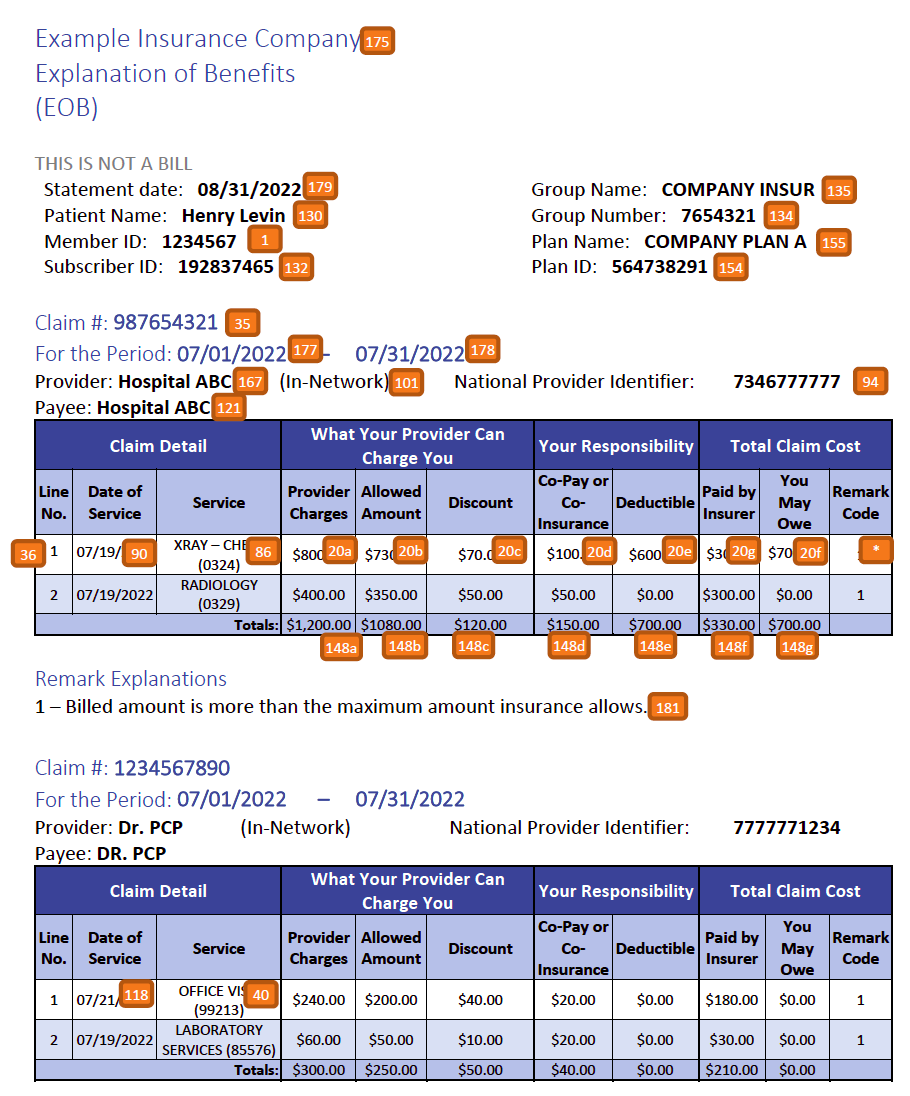 Example Insurance Company 175
Explanation of Benefits
(EOB)
THIS IS NOT A BILL
Statement date: 08/31/2022 179 Group Name: COMPANY INSUR 135
Patient Name: Henry Levin 130 Group Number: 7654321 134
Member ID: 1234567 1 Plan Name: COMPANY PLAN A 155
Subscriber ID: 192837465 132 Plan ID: 564738291 154
Claim #: 987654321 35
For the Period: 07/01/2022 177 - 07/31/2022 178
Provider: Hospital ABC 167 (In-Network) 101 National Provider Identifier: 7346777777 94
Payee: Hospital ABC 121
Claim Detail What Your Provider Can Charge You Your Responsibility Total Claim Cost
Line No. Date of Service Service Provider Charges Allowed Amount Discount Co-Pay or Co-Insurance Deductible Paid by Insurer You May Owe Remark Code
36 1 07/19/ 90 XRAY – CHE 86 (0324) $800 20a $730 20b $70.0 20c $100. 20d $600 20e $30 20g $70 20f *
2 07/19/2022 RADIOLOGY (0329) $400.00 $350.00 $50.00 $50.00 $0.00 $300.00 $0.00 1
Totals: $1,200.00 $1080.00 $120.00 $150.00 $700.00 $330.00 $700.00
148a 148b 148c 148d 148e 148f 148g
Remark Explanations
1 – Billed amount is more than the maximum amount insurance allows. 181
Claim #: 1234567890
For the Period: 07/01/2022 – 07/31/2022
Provider: Dr. PCP (In-Network) National Provider Identifier: 7777771234
Payee: DR. PCP
Claim Detail What Your Provider Can Charge You Your Responsibility Total Claim Cost
Line No. Date of Service Service Provider Charges Allowed Amount Discount Co-Pay or Co-Insurance Deductible Paid by Insurer You May Owe Remark Code
1 07/21/ 118 OFFICE VIS 40 (99213) $240.00 $200.00 $40.00 $20.00 $0.00 $180.00 $0.00 1
2 07/19/2022 LABORATORY SERVICES (85576) $60.00 $50.00 $10.00 $20.00 $0.00 $30.00 $0.00 1
Totals: $300.00 $250.00 $50.00 $40.00 $0.00 $210.00 $0.00